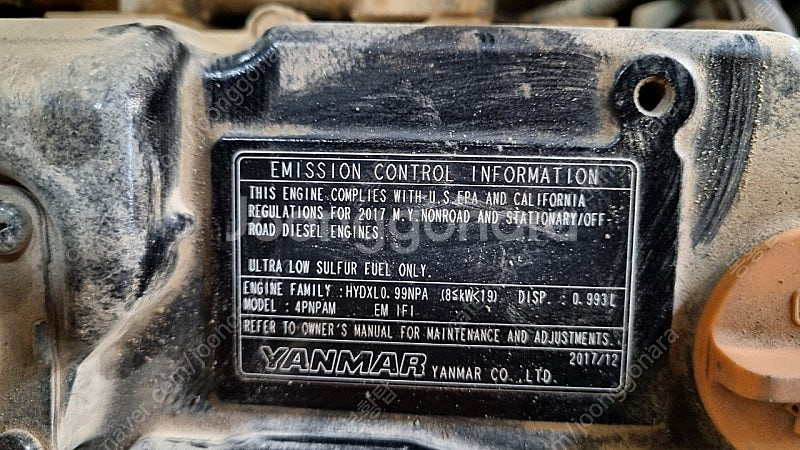 EMISSION CONTROL INFORMATION
THIS ENGINE COMPLIES WITH U.S.EPA AND CALIFORNIA
REGULATIONS FOR 2017 M.Y.NONROAD AND STATIONARY/OFF-
ROAD DIESEL ENGINES.
Joonggonara
ULTRA LOW SULFUR FUEL ONLY.
ENGINE FAMILY :HYDXL0.99NPA (8≤kW<19) DISP.:0.993L
MODEL :4PNPAM EM IFI
REFER TO OWNER'S MANUAL FOR MAINTENANCE AND ADJUSTMENTS.
2017/12
YANMAR YANMAR CO.,LTD.